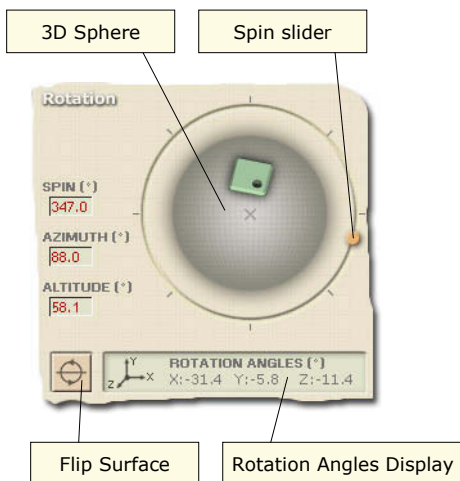 3D Sphere
Spin slider
Rotation
SPIN (°)
347.0
AZIMUTH (°)
88.0
ALTITUDE (°)
58.1
Y
Z X
ROTATION ANGLES (°)
X:-31.4 Y:-5.8 Z:-11.4
Flip Surface
Rotation Angles Display